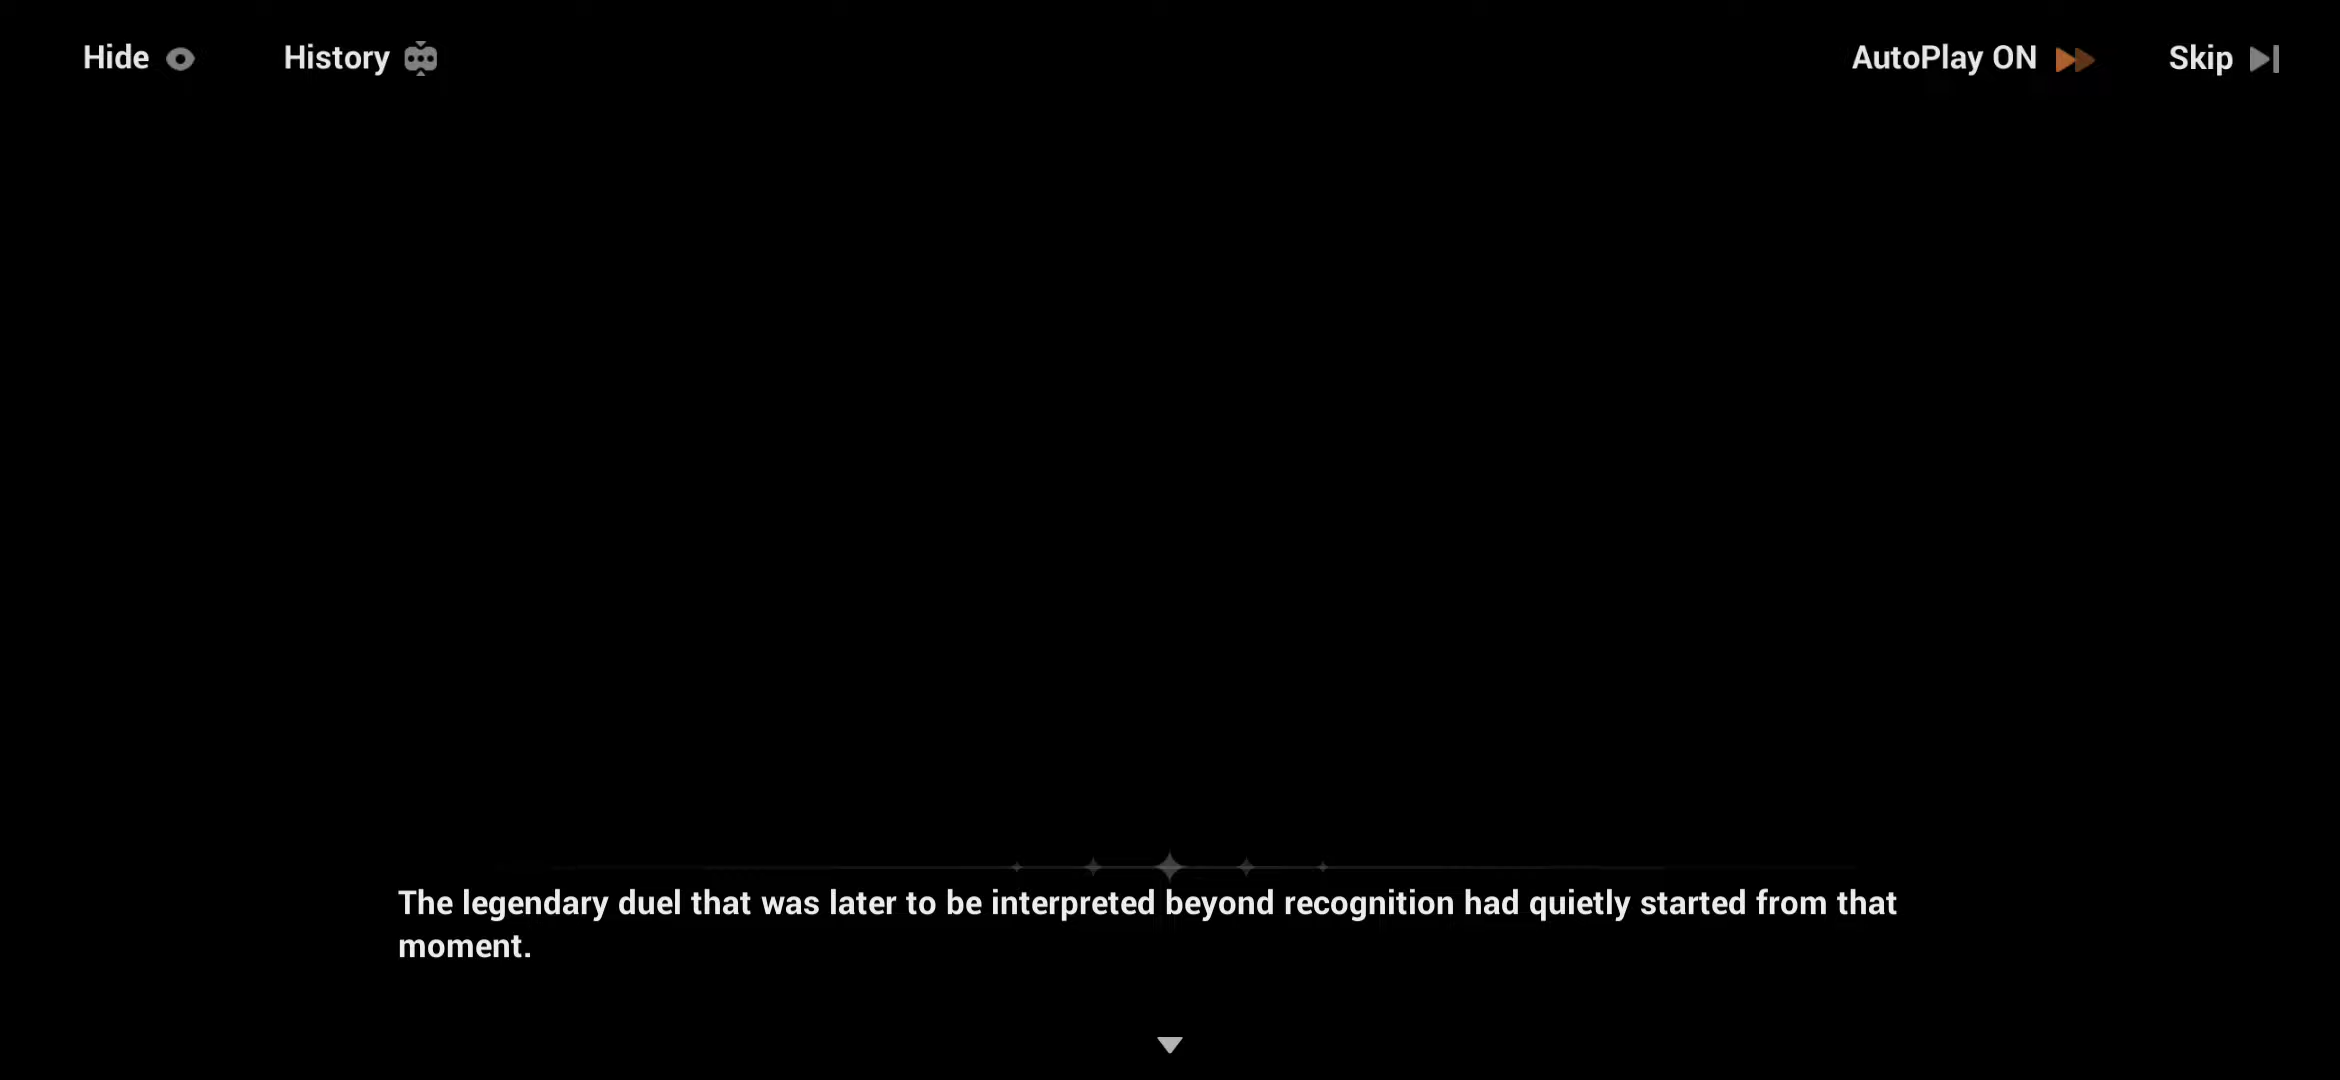 Hide
History
AutoPlay ON
Skip
The legendary duel that was later to be interpreted beyond recognition had quietly started from that
moment.